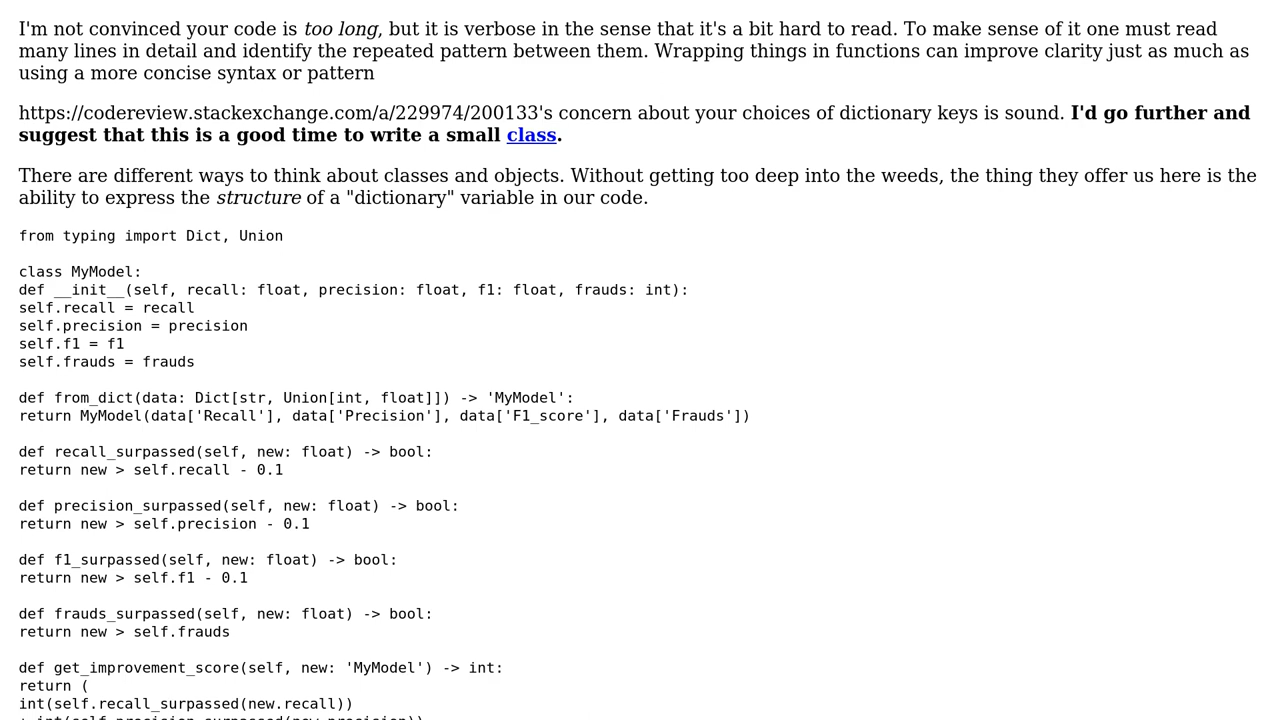 I'm not convinced your code is too long, but it is verbose in the sense that it's a bit hard to read. To make sense of it one must read
many lines in detail and identify the repeated pattern between them. Wrapping things in functions can improve clarity just as much as
using a more concise syntax or pattern
https://codereview.stackexchange.com/a/229974/200133's concern about your choices of dictionary keys is sound. I'd go further and
suggest that this is a good time to write a small class.
There are different ways to think about classes and objects. Without getting too deep into the weeds, the thing they offer us here is the
ability to express the structure of a "dictionary" variable in our code.
from typing import Dict, Union
class MyModel:
def __init__(self, recall: float, precision: float, f1: float, frauds: int):
self.recall = recall
self.precision = precision
self.f1 = f1
self.frauds = frauds
def from_dict(data: Dict[str, Union[int, float]]) -> 'MyModel':
return MyModel(data['Recall'], data['Precision'], data['F1_score'], data['Frauds'])
def recall_surpassed(self, new: float) -> bool:
return new > self.recall - 0.1
def precision_surpassed(self, new: float) -> bool:
return new > self.precision - 0.1
def f1_surpassed(self, new: float) -> bool:
return new > self.f1 - 0.1
def frauds_surpassed(self, new: float) -> bool:
return new > self.frauds
def get_improvement_score(self, new: 'MyModel') -> int:
return (
int(self.recall_surpassed(new.recall))
+ int(self.precision_surpassed(new.precision))